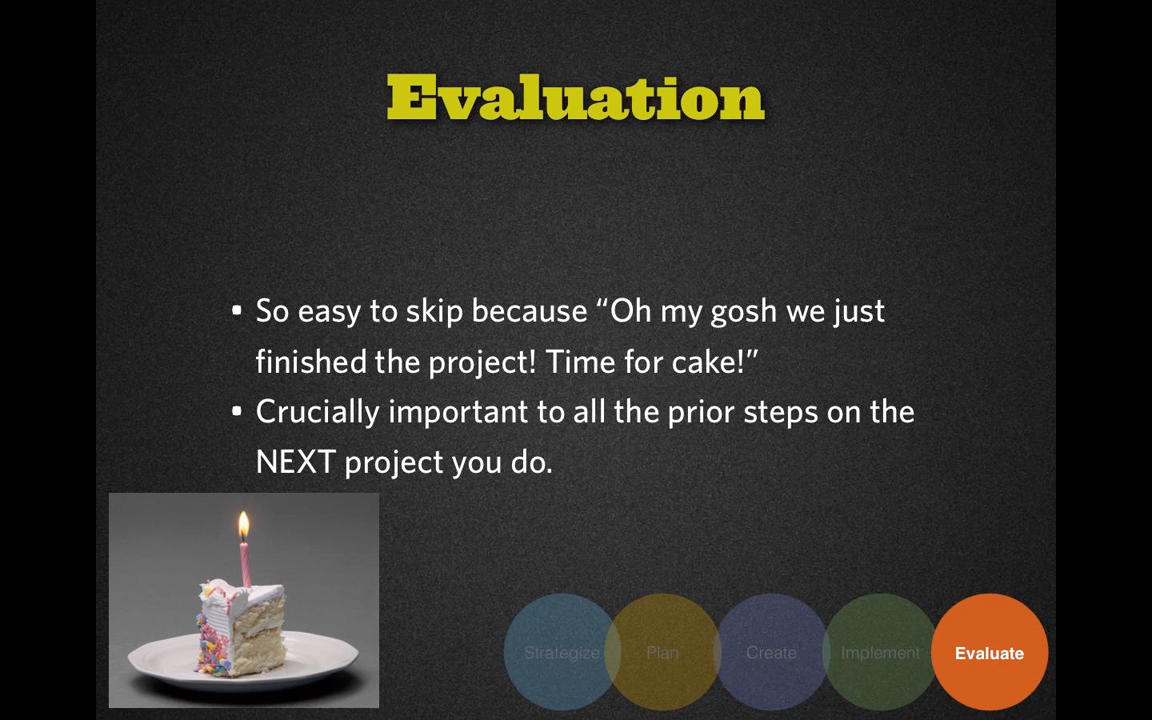 Evaluation
• So easy to skip because “Oh my gosh we just
finished the project! Time for cake!”
• Crucially important to all the prior steps on the
NEXT project you do.
Strategize Plan Create Implement Evaluate